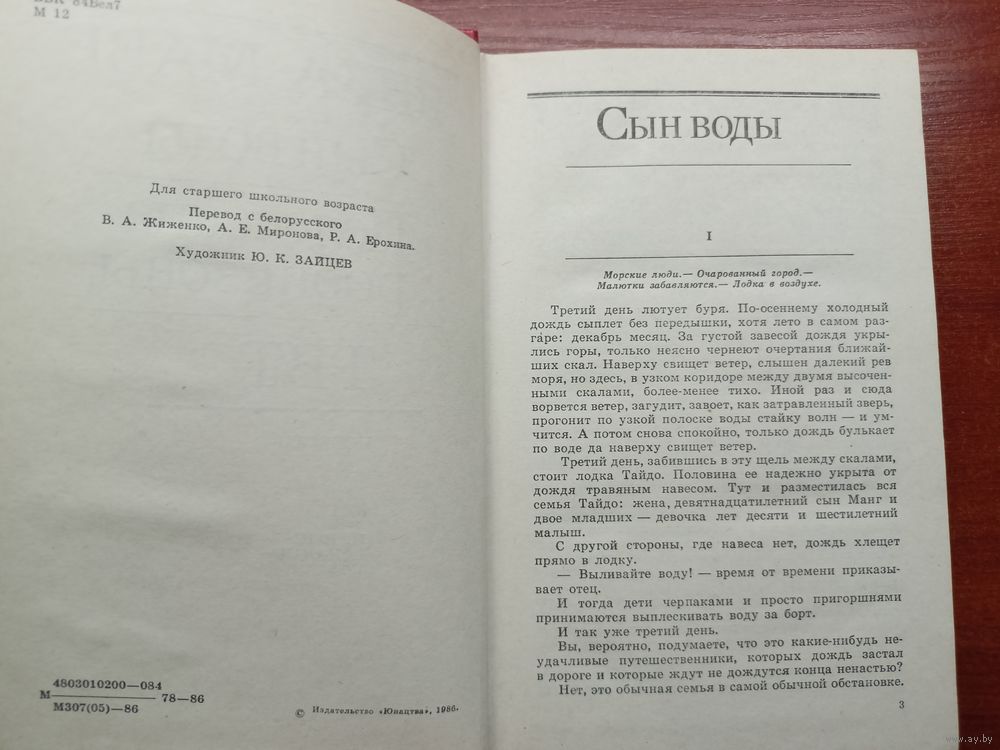 ББК 84Бел7
М 12
Для старшего школьного возраста
Перевод с белорусского
В. А. Жиженко, А. Е. Миронова, Р. А. Ерохина.
Художник Ю. К. ЗАЙЦЕВ
4803010200—084
М 78—86
М307(05)—86
© Издательство «Юнацтва», 1986.
СЫН ВОДЫ
I
Морские люди.— Очарованный город.—
Малютки забавляются.— Лодка в воздухе.
Третий день лютует буря. По-осеннему холодный
дождь сыплет без передышки, хотя лето в самом раз-
гаре: декабрь месяц. За густой завесой дождя укры-
лись горы, только неясно чернеют очертания ближай-
ших скал. Наверху свищет ветер, слышен далекий рев
моря, но здесь, в узком коридоре между двумя высочен-
ными скалами, более-менее тихо. Иной раз и сюда
ворвется ветер, загудит, завоет, как затравленный зверь,
прогонит по узкой полоске воды стайку волн — и ум-
чится. А потом снова спокойно, только дождь булькает
по воде да наверху свищет ветер.
Третий день, забившись в эту щель между скалами,
стоит лодка Тайдо. Половина ее надежно укрыта от
дождя травяным навесом. Тут и разместилась вся
семья Тайдо: жена, девятнадцатилетний сын Манг и
двое младших — девочка лет десяти и шестилетний
малыш.
С другой стороны, где навеса нет, дождь хлещет
прямо в лодку.
— Выливайте воду! — время от времени приказы-
вает отец.
И тогда дети черпаками и просто пригоршнями
принимаются выплескивать воду за борт.
И так уже третий день.
Вы, вероятно, подумаете, что это какие-нибудь не-
удачливые путешественники, которых дождь застал
в дороге и которые ждут не дождутся конца ненастью?
Нет, это обычная семья в самой обычной обстановке.
3
www.ay.by